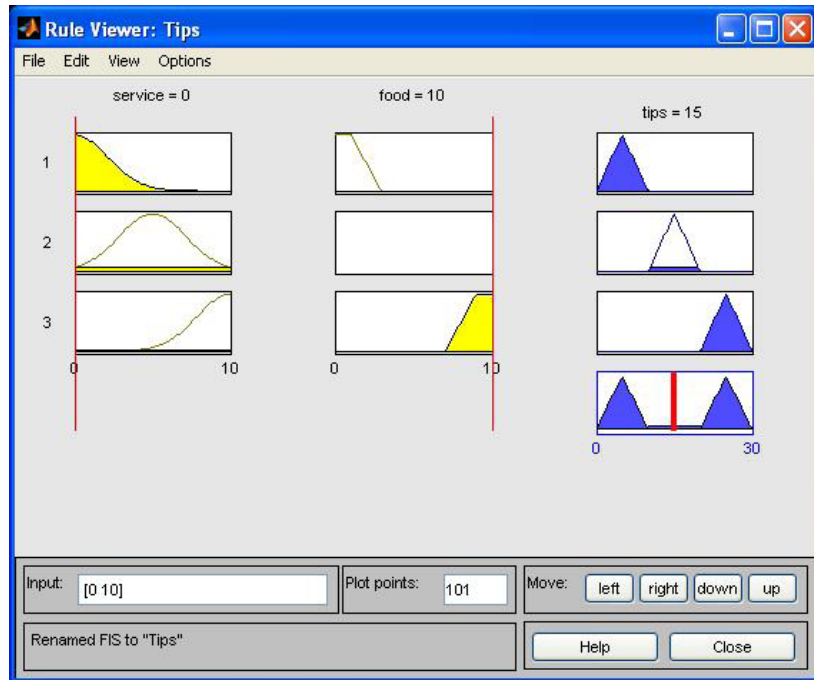 Rule Viewer: Tips
File Edit View Options
service = 0
food = 10
tips = 15
1
2
3
0 10
0 10
0 30
Input: [0 10]
Plot points: 101
Move: left right down up
Renamed FIS to "Tips"
Help Close